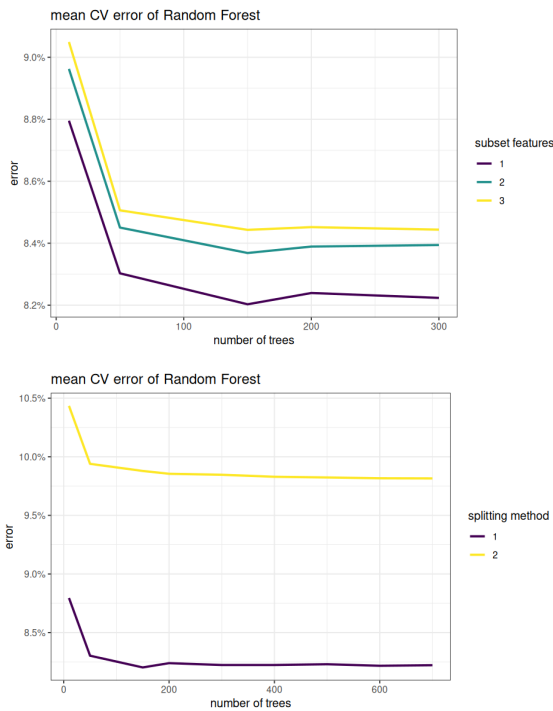 mean CV error of Random Forest
9.0%
8.8%
8.6%
8.4%
8.2%
error
0
100
200
300
number of trees
subset features
1
2
3
mean CV error of Random Forest
10.5%
10.0%
9.5%
9.0%
8.5%
error
0
200
400
600
number of trees
splitting method
1
2